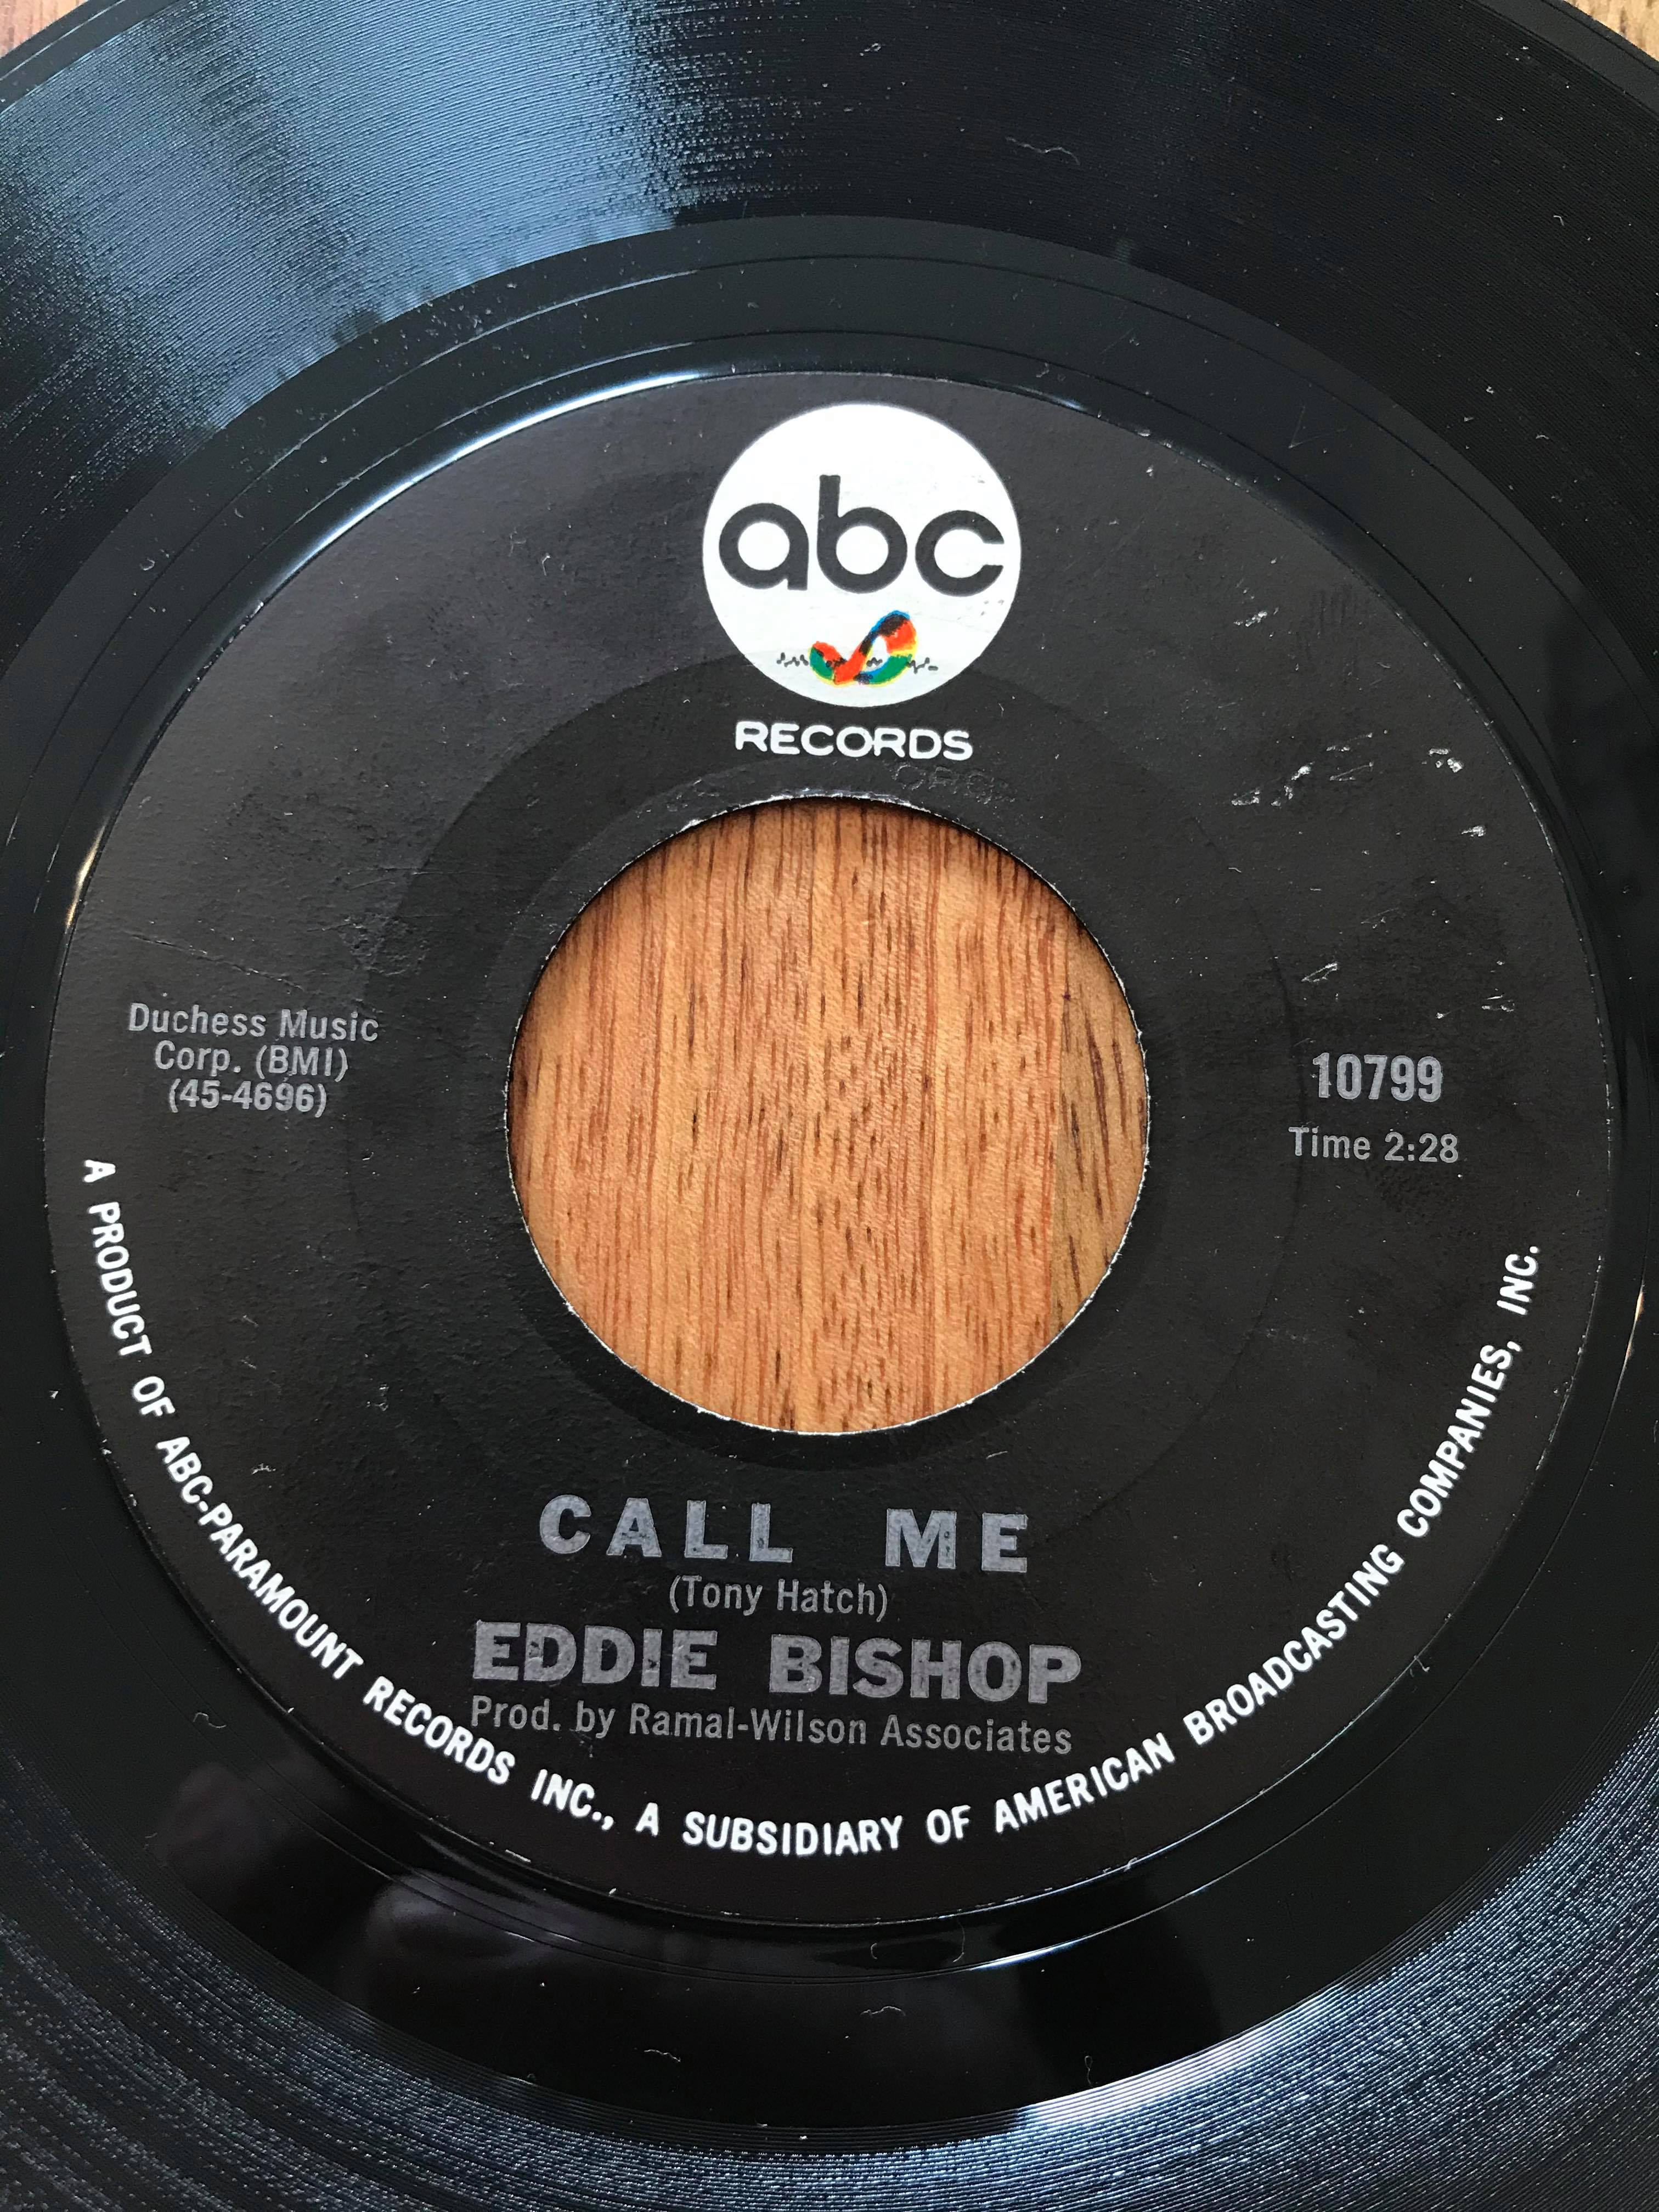 abc
RECORDS
Duchess Music
Corp. (BMI)
(45-4696)
10799
Time 2:28
CALL ME
(Tony Hatch)
EDDIE BISHOP
Prod. by Ramal-Wilson Associates
A PRODUCT OF ABC-PARAMOUNT RECORDS INC., A SUBSIDIARY OF AMERICAN BROADCASTING COMPANIES, INC.